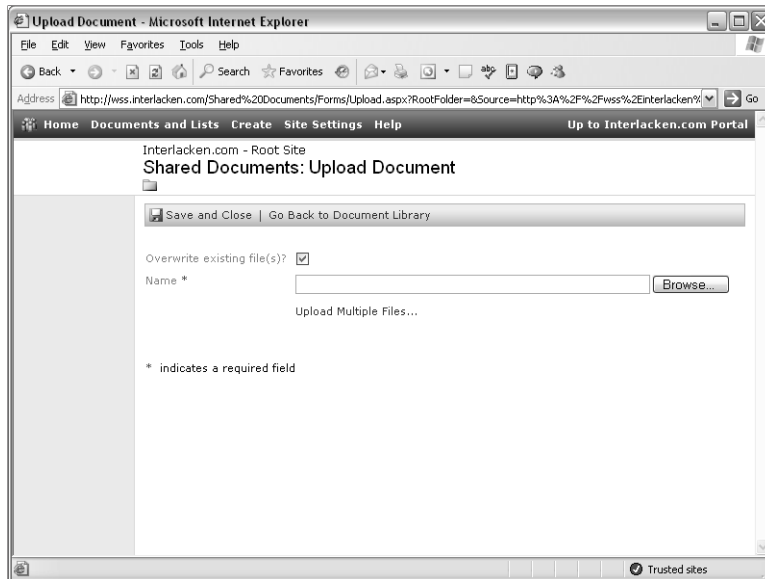 Upload Document - Microsoft Internet Explorer
File Edit View Favorites Tools Help
Back Search Favorites
Address http://wss.interlacken.com/Shared%20Documents/Forms/Upload.aspx?RootFolder=&Source=http%3A%2F%2Fwss%2Einterlacken% Go
Home Documents and Lists Create Site Settings Help Up to Interlacken.com Portal
Interlacken.com - Root Site
Shared Documents: Upload Document
Save and Close | Go Back to Document Library
Overwrite existing file(s)?
Name * Browse...
Upload Multiple Files...
* indicates a required field
Trusted sites